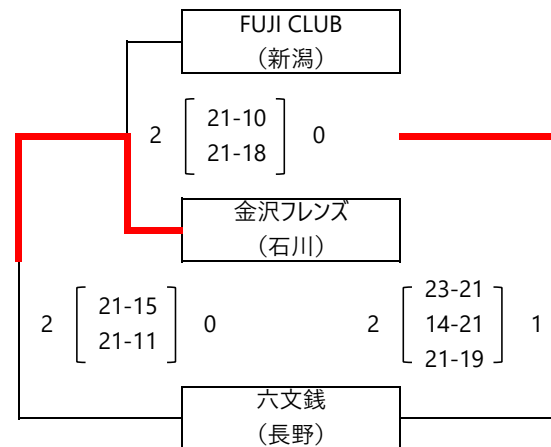 FUJI CLUB
（新潟）
2 21-10 0
21-18
金沢フレンズ
（石川）
2 21-15 0
21-11
2 23-21 1
14-21
21-19
六文銭
（長野）